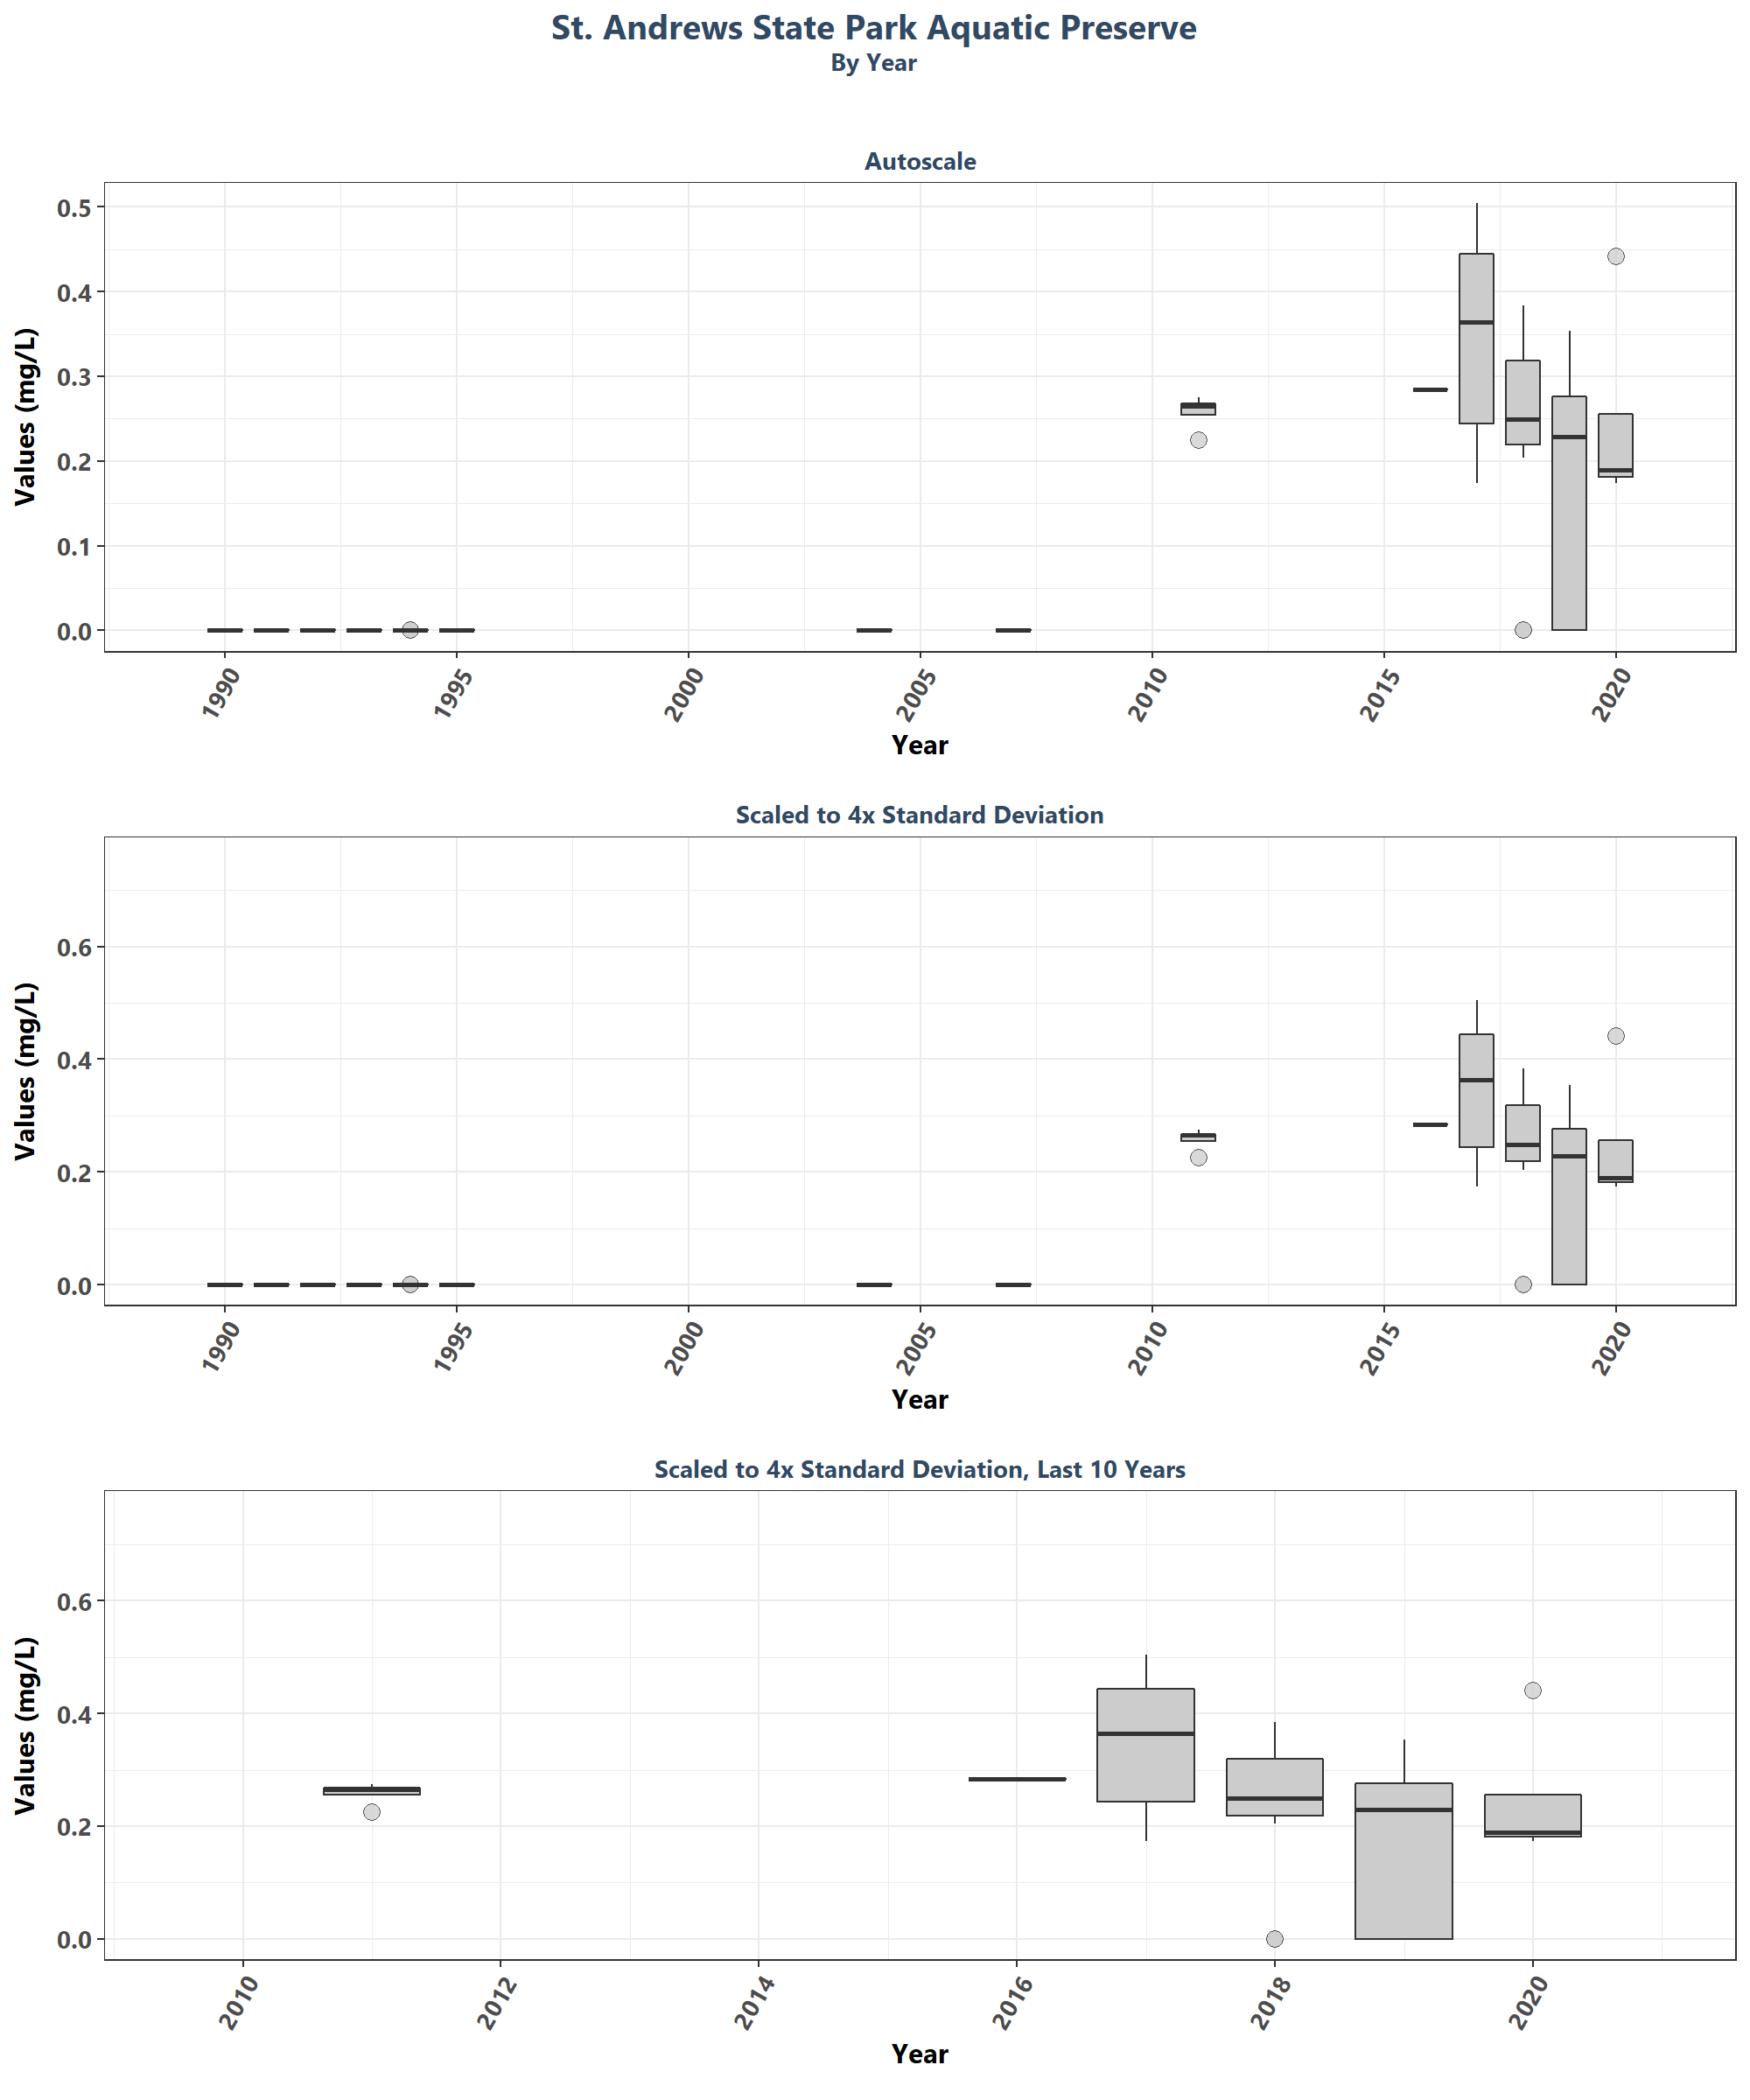 St. Andrews State Park Aquatic Preserve
By Year
Autoscale
Values (mg/L)
0.5
0.4
0.3
0.2
0.1
0.0
1990 1995 2000 2005 2010 2015 2020
Year
Scaled to 4x Standard Deviation
Values (mg/L)
0.6
0.4
0.2
0.0
1990 1995 2000 2005 2010 2015 2020
Year
Scaled to 4x Standard Deviation, Last 10 Years
Values (mg/L)
0.6
0.4
0.2
0.0
2010 2012 2014 2016 2018 2020
Year